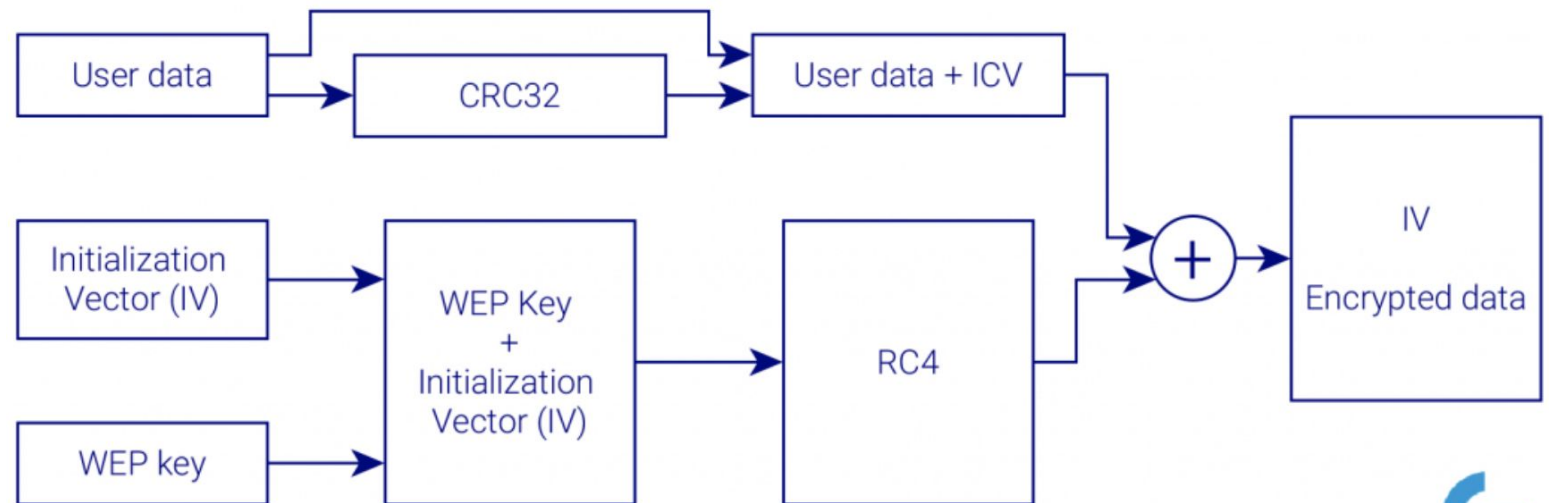 User data
CRC32
User data + ICV
Initialization
Vector (IV)
WEP Key
+
Initialization
Vector (IV)
RC4
+
IV
Encrypted data
WEP key